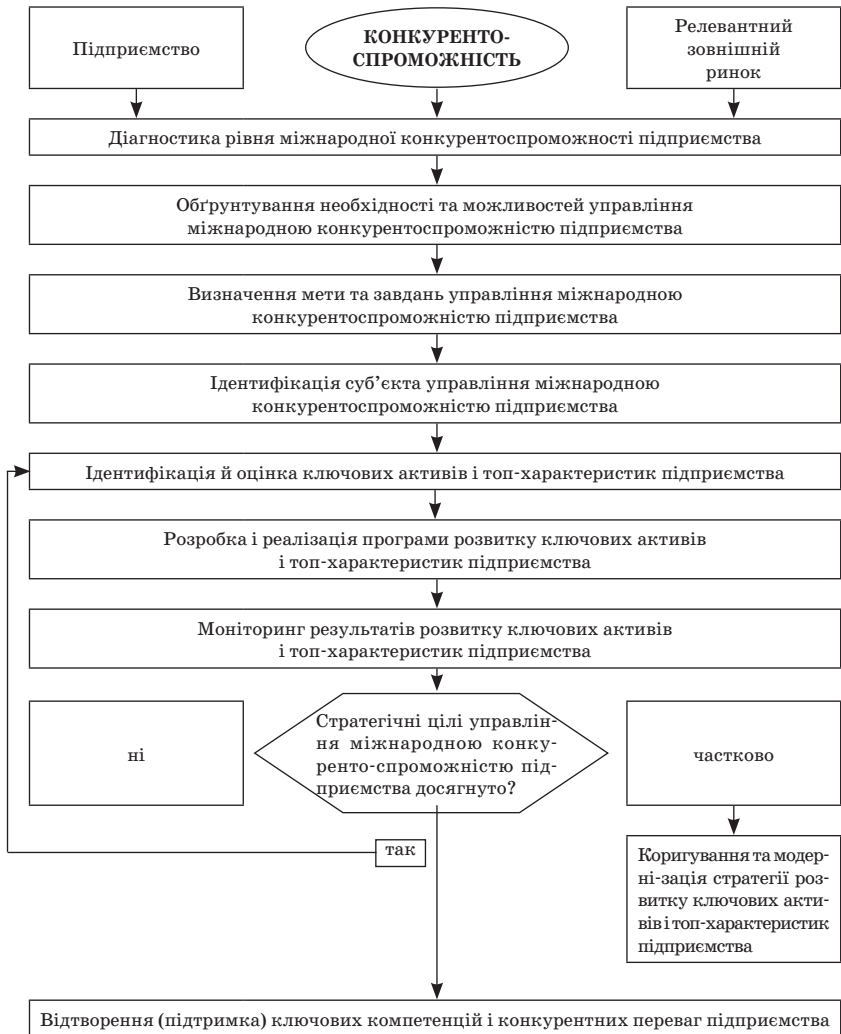 Підприємство
КОНКУРЕНТО-
СПРОМОЖНІСТЬ
Релевантний
зовнішній
ринок
Діагностика рівня міжнародної конкурентоспроможності підприємства
Обґрунтування необхідності та можливостей управління
міжнародною конкурентоспроможністю підприємства
Визначення мети та завдань управління міжнародною
конкурентоспроможністю підприємства
Ідентифікація суб’єкта управління міжнародною
конкурентоспроможністю підприємства
Ідентифікація й оцінка ключових активів і топ-характеристик підприємства
Розробка і реалізація програми розвитку ключових активів
і топ-характеристик підприємства
Моніторинг результатів розвитку ключових активів
і топ-характеристик підприємства
ні
Стратегічні цілі управлін-
ня міжнародною конку-
ренто-спроможністю під-
приємства досягнуто?
частково
так
Коригування та модер-
ні-зація стратегії роз-
витку ключових акти-
вів і топ-характеристик
підприємства
Відтворення (підтримка) ключових компетенцій і конкурентних переваг підприємства